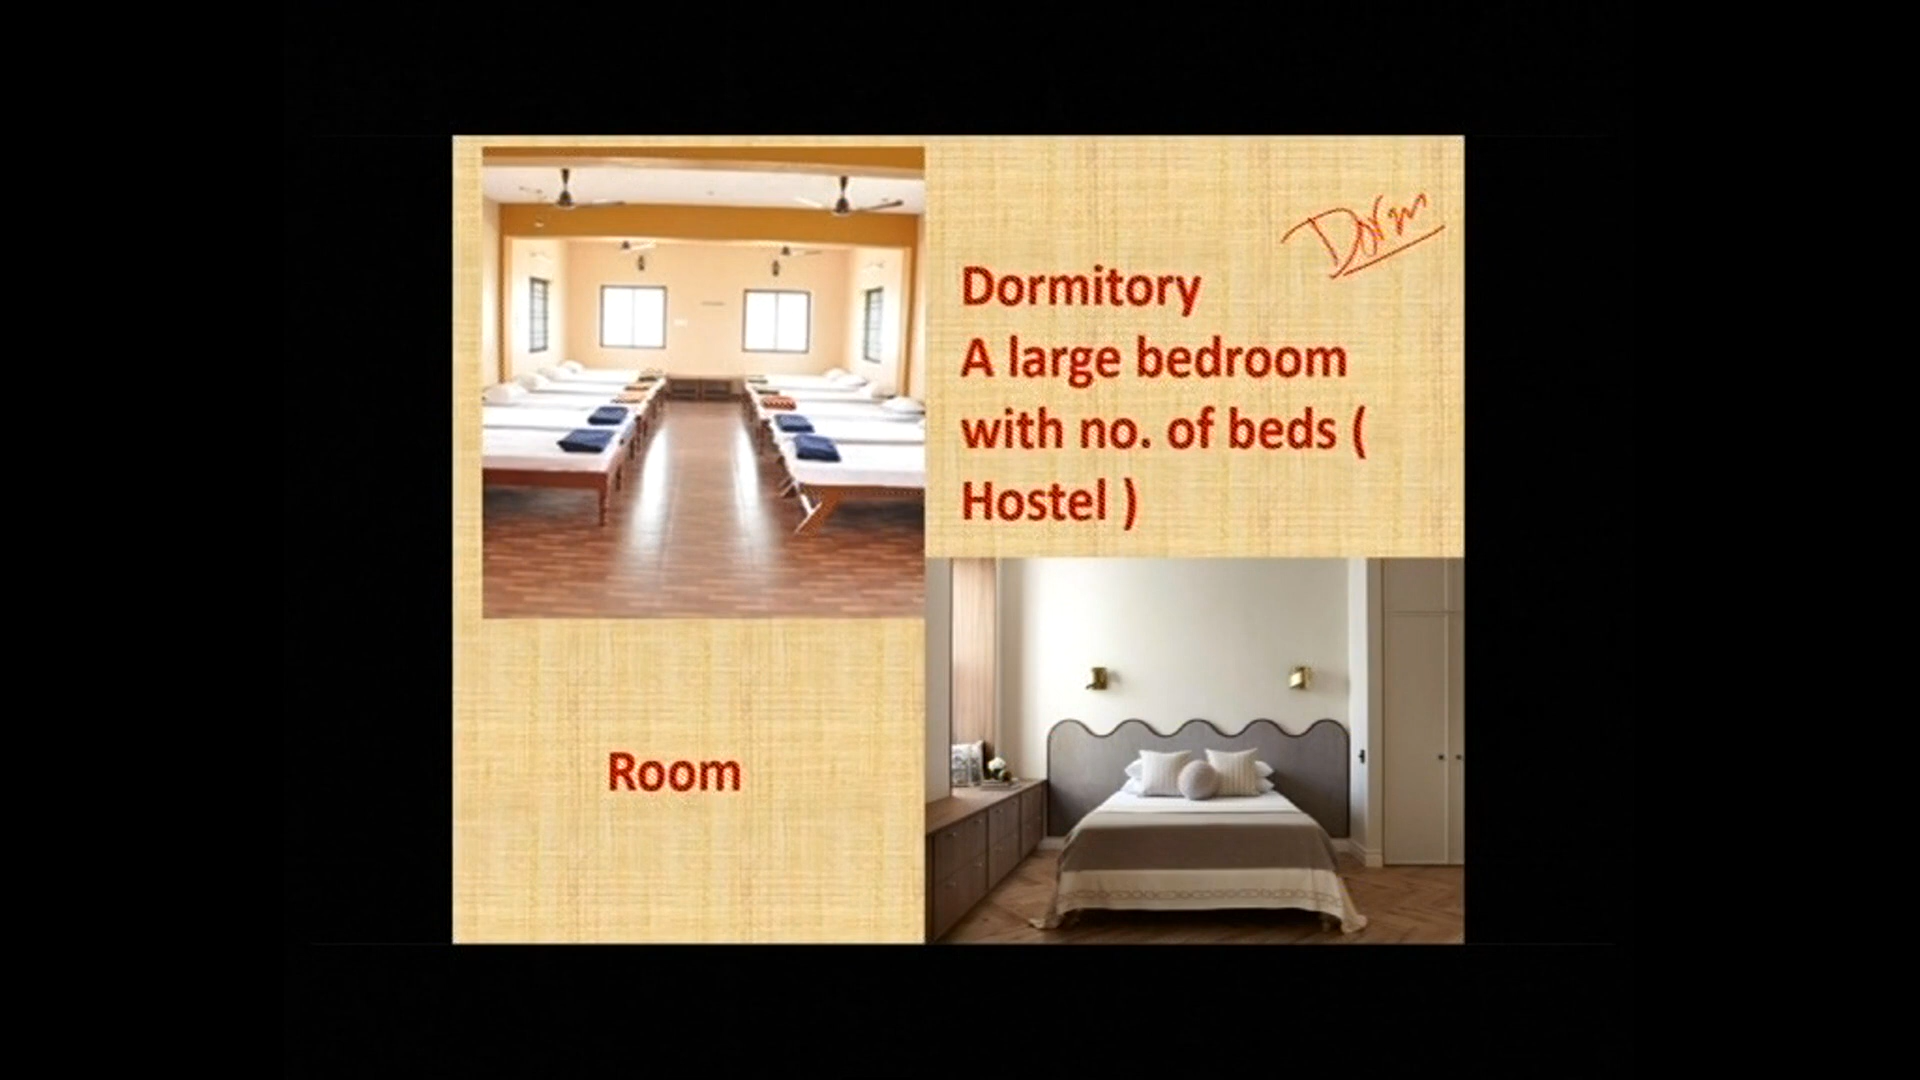 Dorm
Dormitory
A large bedroom
with no. of beds (
Hostel )
Room